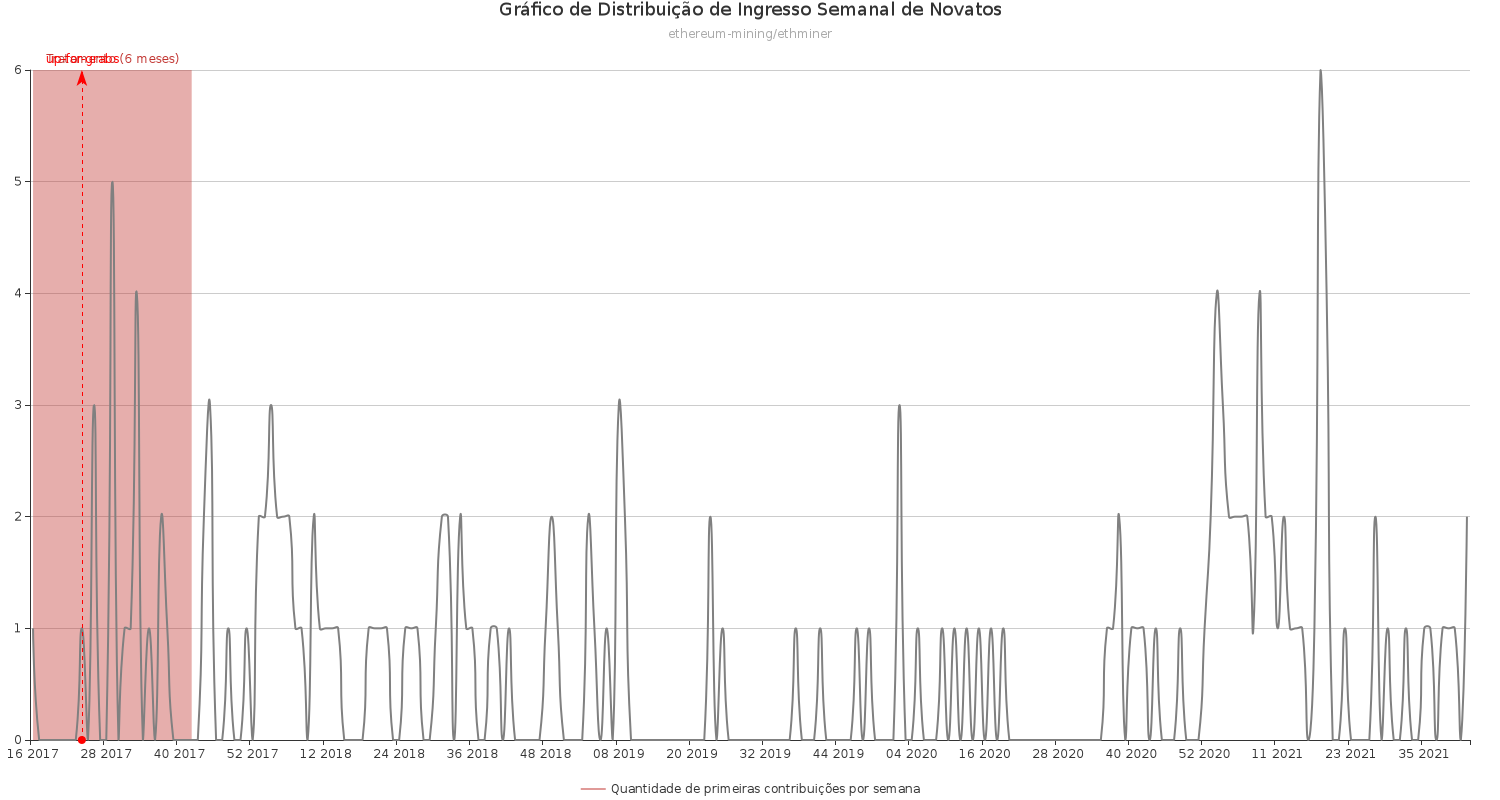 Gráfico de Distribuição de Ingresso Semanal de Novatos
ethereum-mining/ethminer
(6 meses)
6
5
4
3
2
1
0
16 2017 28 2017 40 2017 52 2017 12 2018 24 2018 36 2018 48 2018 08 2019 20 2019 32 2019 44 2019 04 2020 16 2020 28 2020 40 2020 52 2020 11 2021 23 2021 35 2021
Quantidade de primeiras contribuições por semana